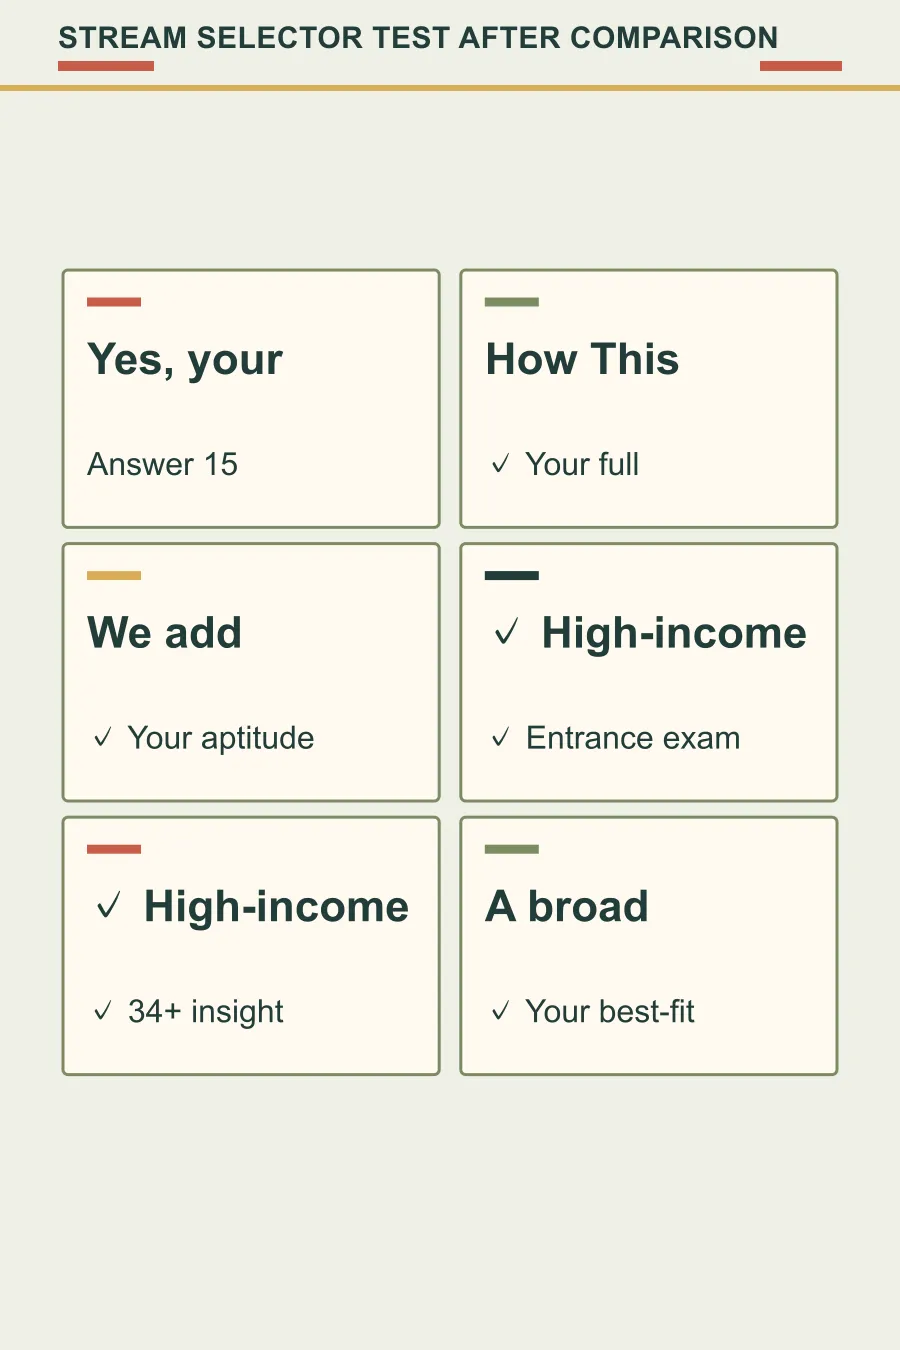 STREAM SELECTOR TEST AFTER COMPARISON
Yes, your
Answer 15
How This
✓ Your full
We add
✓ Your aptitude
✓ High-income
✓ Entrance exam
✓ High-income
✓ 34+ insight
A broad
✓ Your best-fit